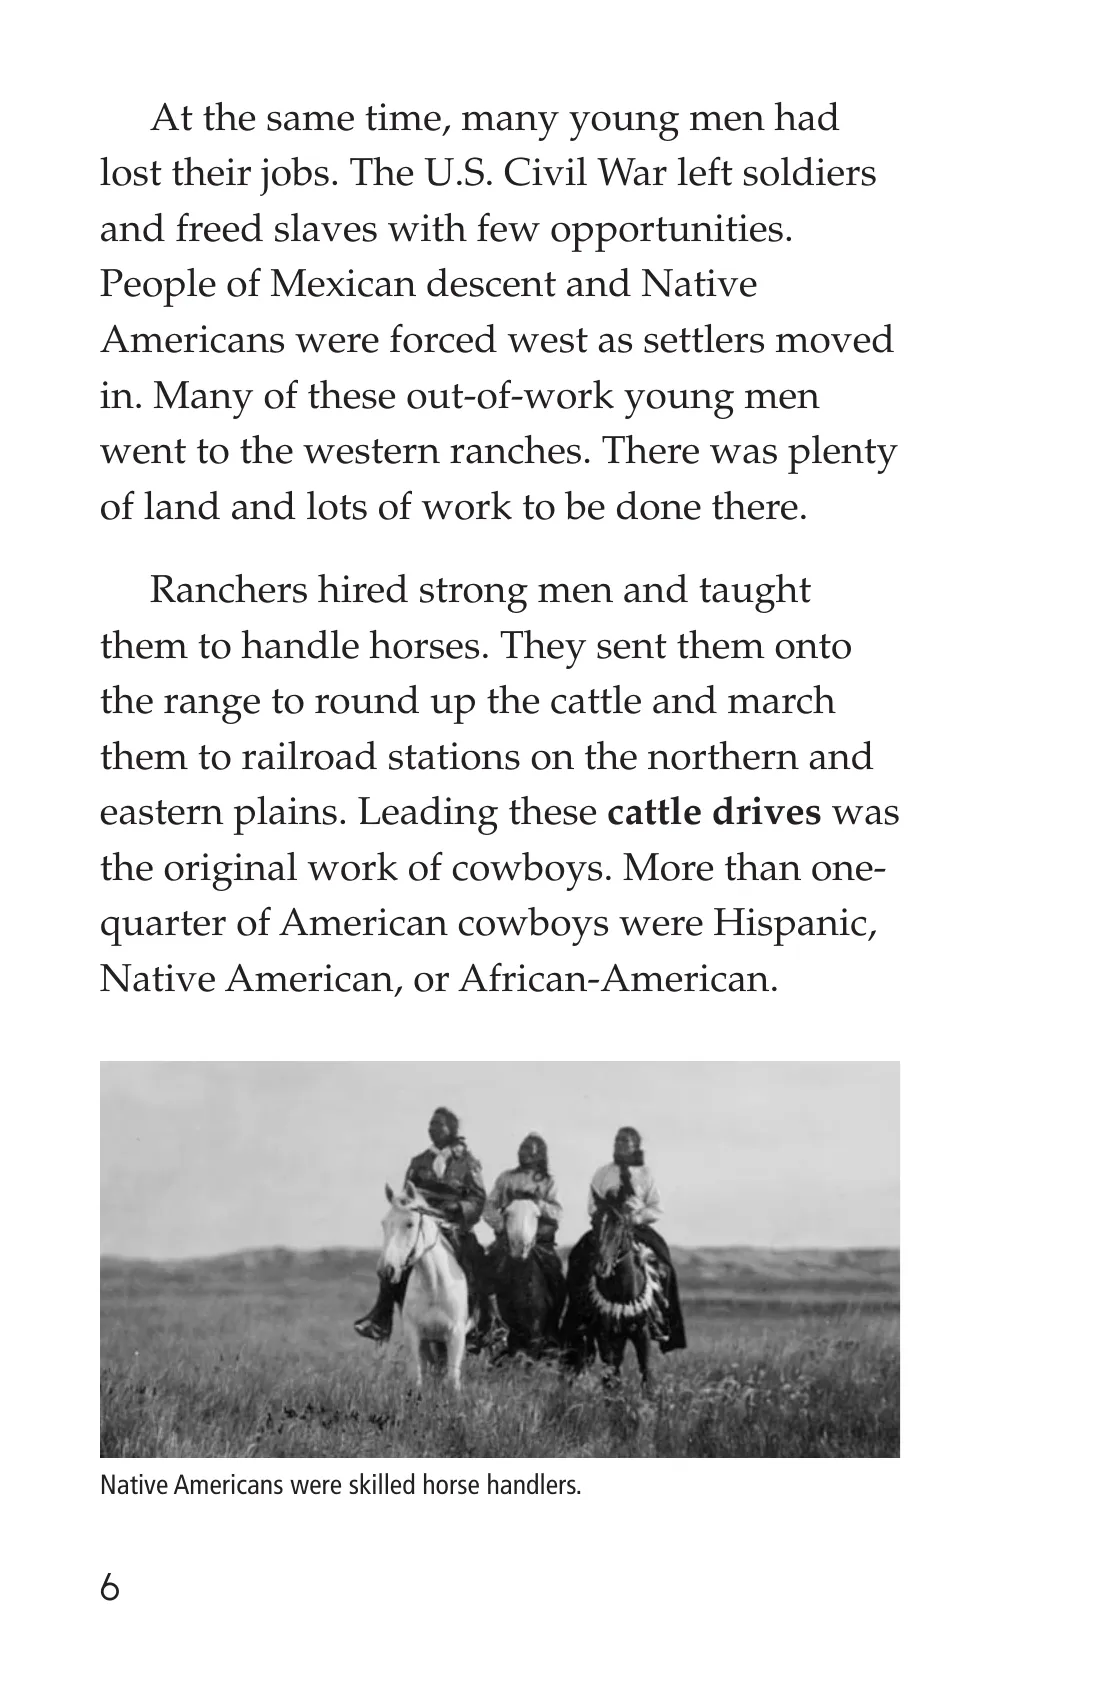 At the same time, many young men had
lost their jobs. The U.S. Civil War left soldiers
and freed slaves with few opportunities.
People of Mexican descent and Native
Americans were forced west as settlers moved
in. Many of these out-of-work young men
went to the western ranches. There was plenty
of land and lots of work to be done there.
Ranchers hired strong men and taught
them to handle horses. They sent them onto
the range to round up the cattle and march
them to railroad stations on the northern and
eastern plains. Leading these cattle drives was
the original work of cowboys. More than one-
quarter of American cowboys were Hispanic,
Native American, or African-American.
Native Americans were skilled horse handlers.
6